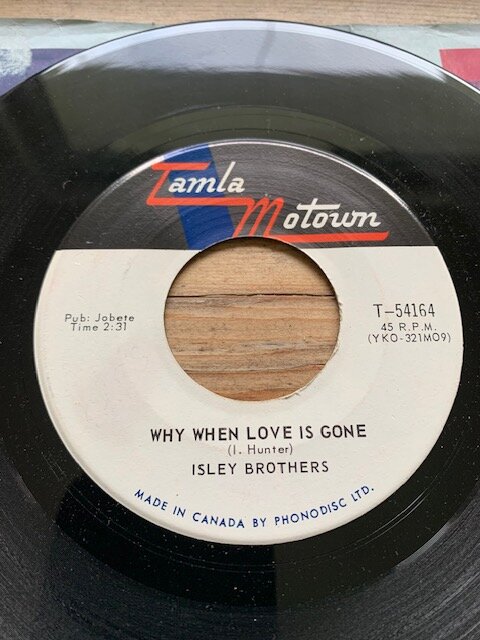 Tamla
Motown
Pub: Jobete
Time 2:31
T-54164
45 R.P.M.
(YKO-321MO9)
WHY WHEN LOVE IS GONE
(I. Hunter)
ISLEY BROTHERS
MADE IN CANADA BY PHONODISC LTD.